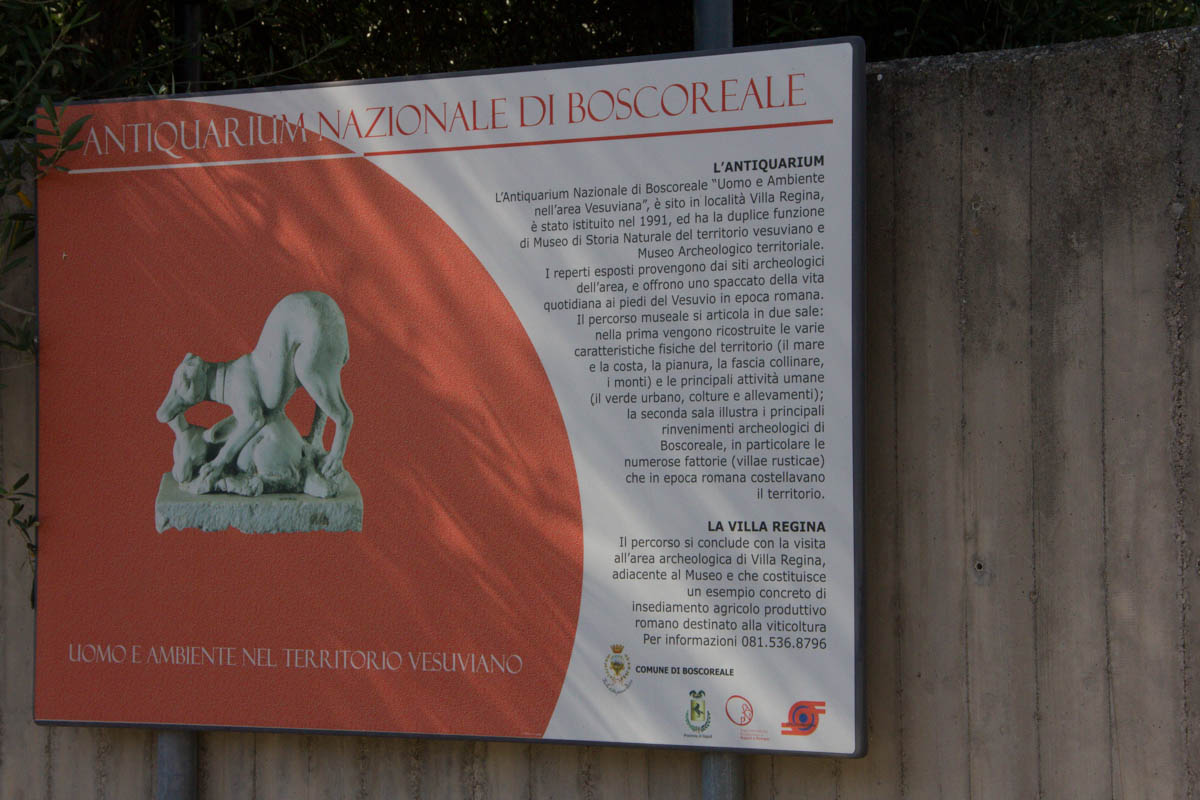 ANTIQUARIUM NAZIONALE DI BOSCOREALE
L'ANTIQUARIUM
L'Antiquarium Nazionale di Boscoreale "Uomo e Ambiente
nell'area Vesuviana", è sito in località Villa Regina,
è stato istituito nel 1991, ed ha la duplice funzione
di Museo di Storia Naturale del territorio vesuviano e
Museo Archeologico territoriale.
I reperti esposti provengono dai siti archeologici
dell'area, e offrono uno spaccato della vita
quotidiana ai piedi del Vesuvio in epoca romana.
Il percorso museale si articola in due sale:
nella prima vengono ricostruite le varie
caratteristiche fisiche del territorio (il mare
e la costa, la pianura, la fascia collinare,
i monti) e le principali attività umane
(il verde urbano, colture e allevamenti);
la seconda sala illustra i principali
rinvenimenti archeologici di
Boscoreale, in particolare le
numerose fattorie (villae rusticae)
che in epoca romana costellavano
il territorio.
LA VILLA REGINA
Il percorso si conclude con la visita
all'area archeologica di Villa Regina,
adiacente al Museo e che costituisce
un esempio concreto di
insediamento agricolo produttivo
romano destinato alla viticoltura
Per informazioni 081.536.8796
UOMO E AMBIENTE NEL TERRITORIO VESUVIANO
COMUNE DI BOSCOREALE
Provincia di Napoli